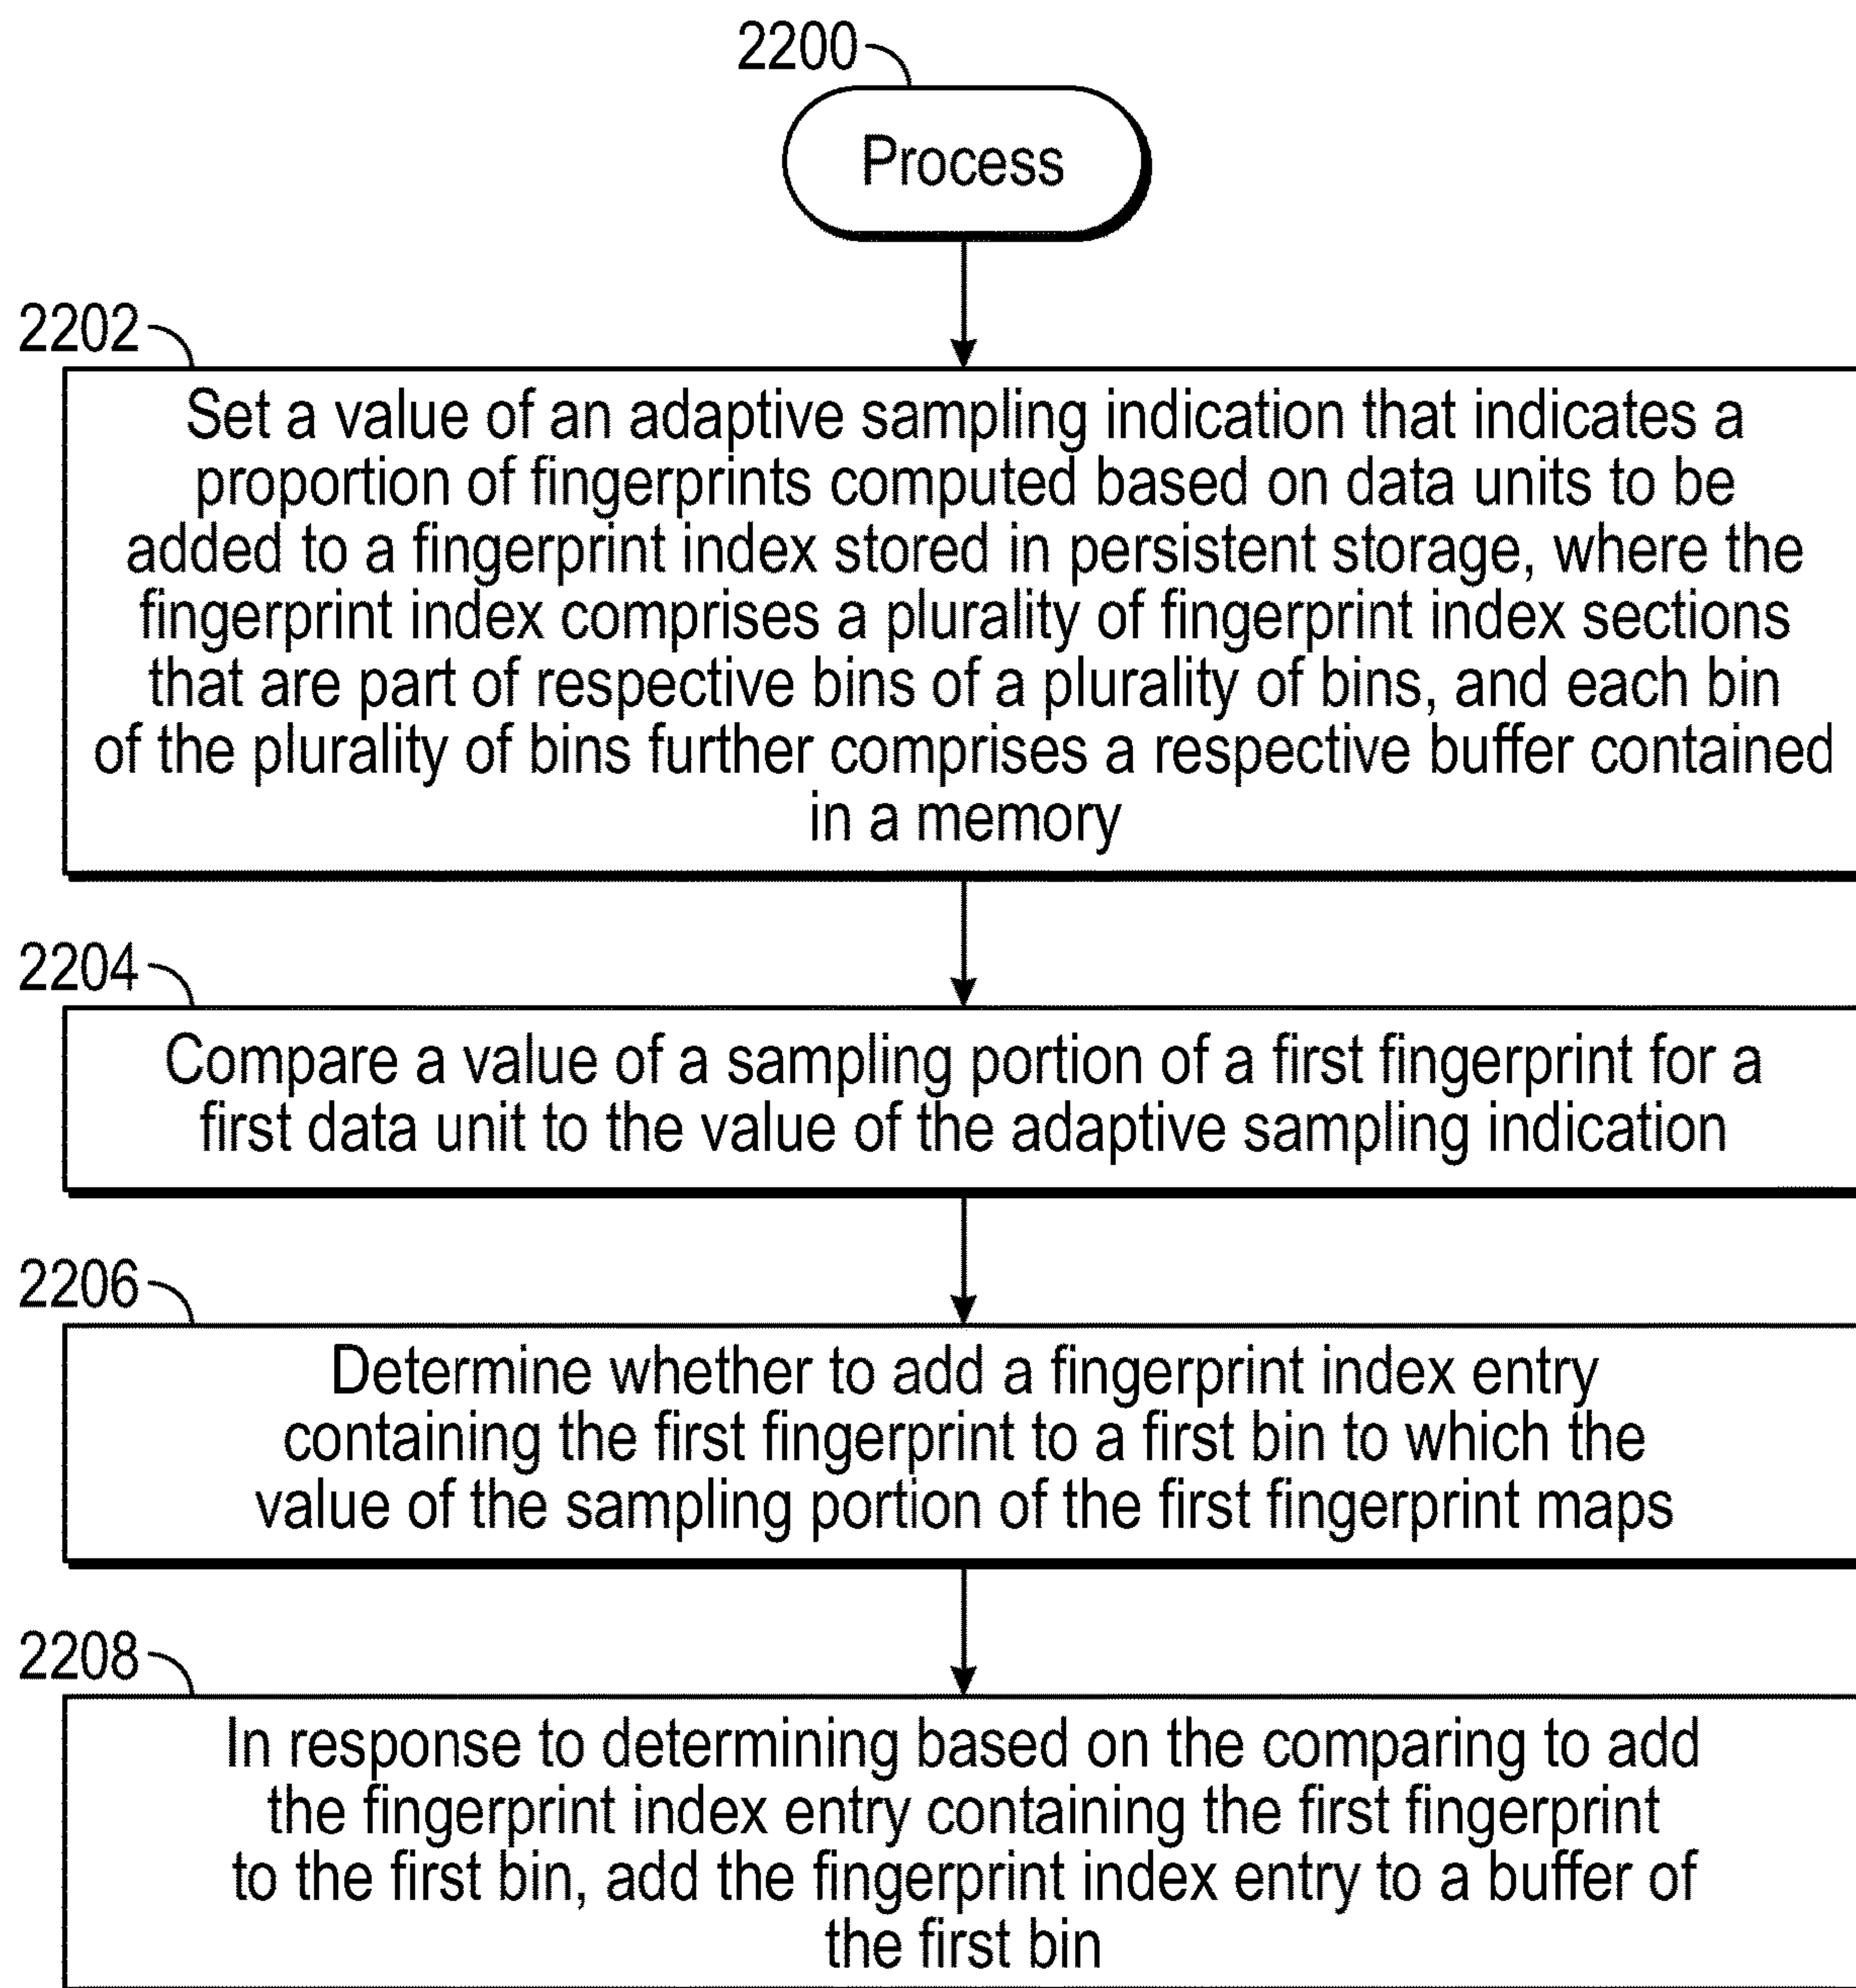 2200
Process
2202
Set a value of an adaptive sampling indication that indicates a
proportion of fingerprints computed based on data units to be
added to a fingerprint index stored in persistent storage, where the
fingerprint index comprises a plurality of fingerprint index sections
that are part of respective bins of a plurality of bins, and each bin
of the plurality of bins further comprises a respective buffer contained
in a memory
2204
Compare a value of a sampling portion of a first fingerprint for a
first data unit to the value of the adaptive sampling indication
2206
Determine whether to add a fingerprint index entry
containing the first fingerprint to a first bin to which the
value of the sampling portion of the first fingerprint maps
2208
In response to determining based on the comparing to add
the fingerprint index entry containing the first fingerprint
to the first bin, add the fingerprint index entry to a buffer of
the first bin